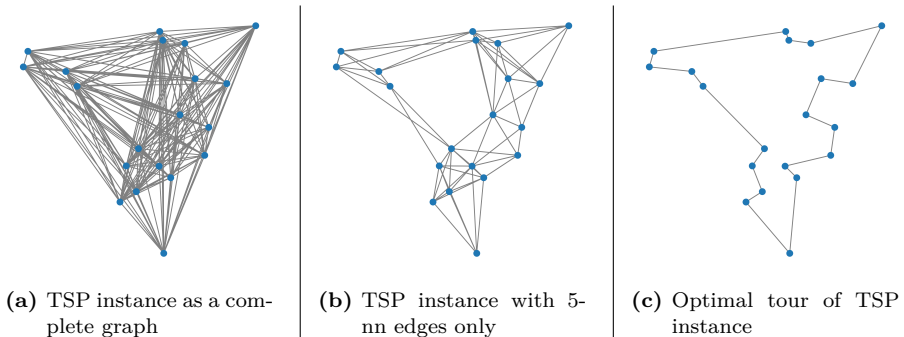 (a) TSP instance as a com-
plete graph
(b) TSP instance with 5-
nn edges only
(c) Optimal tour of TSP
instance